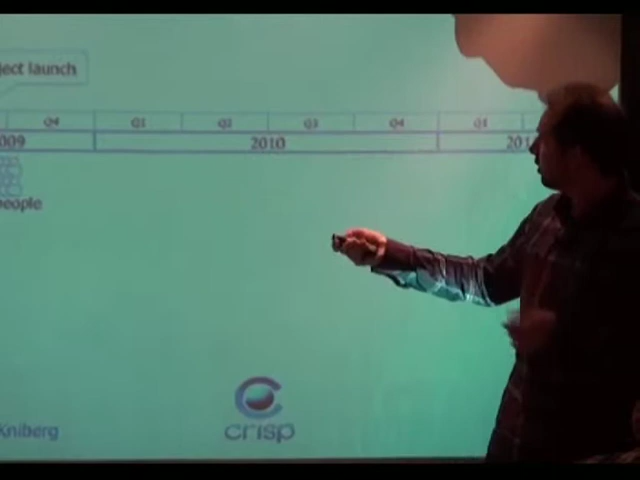 ject launch
Q4 Q1 Q2 Q3 Q4 Q1
009 2010 201
people
Kniberg
crisp